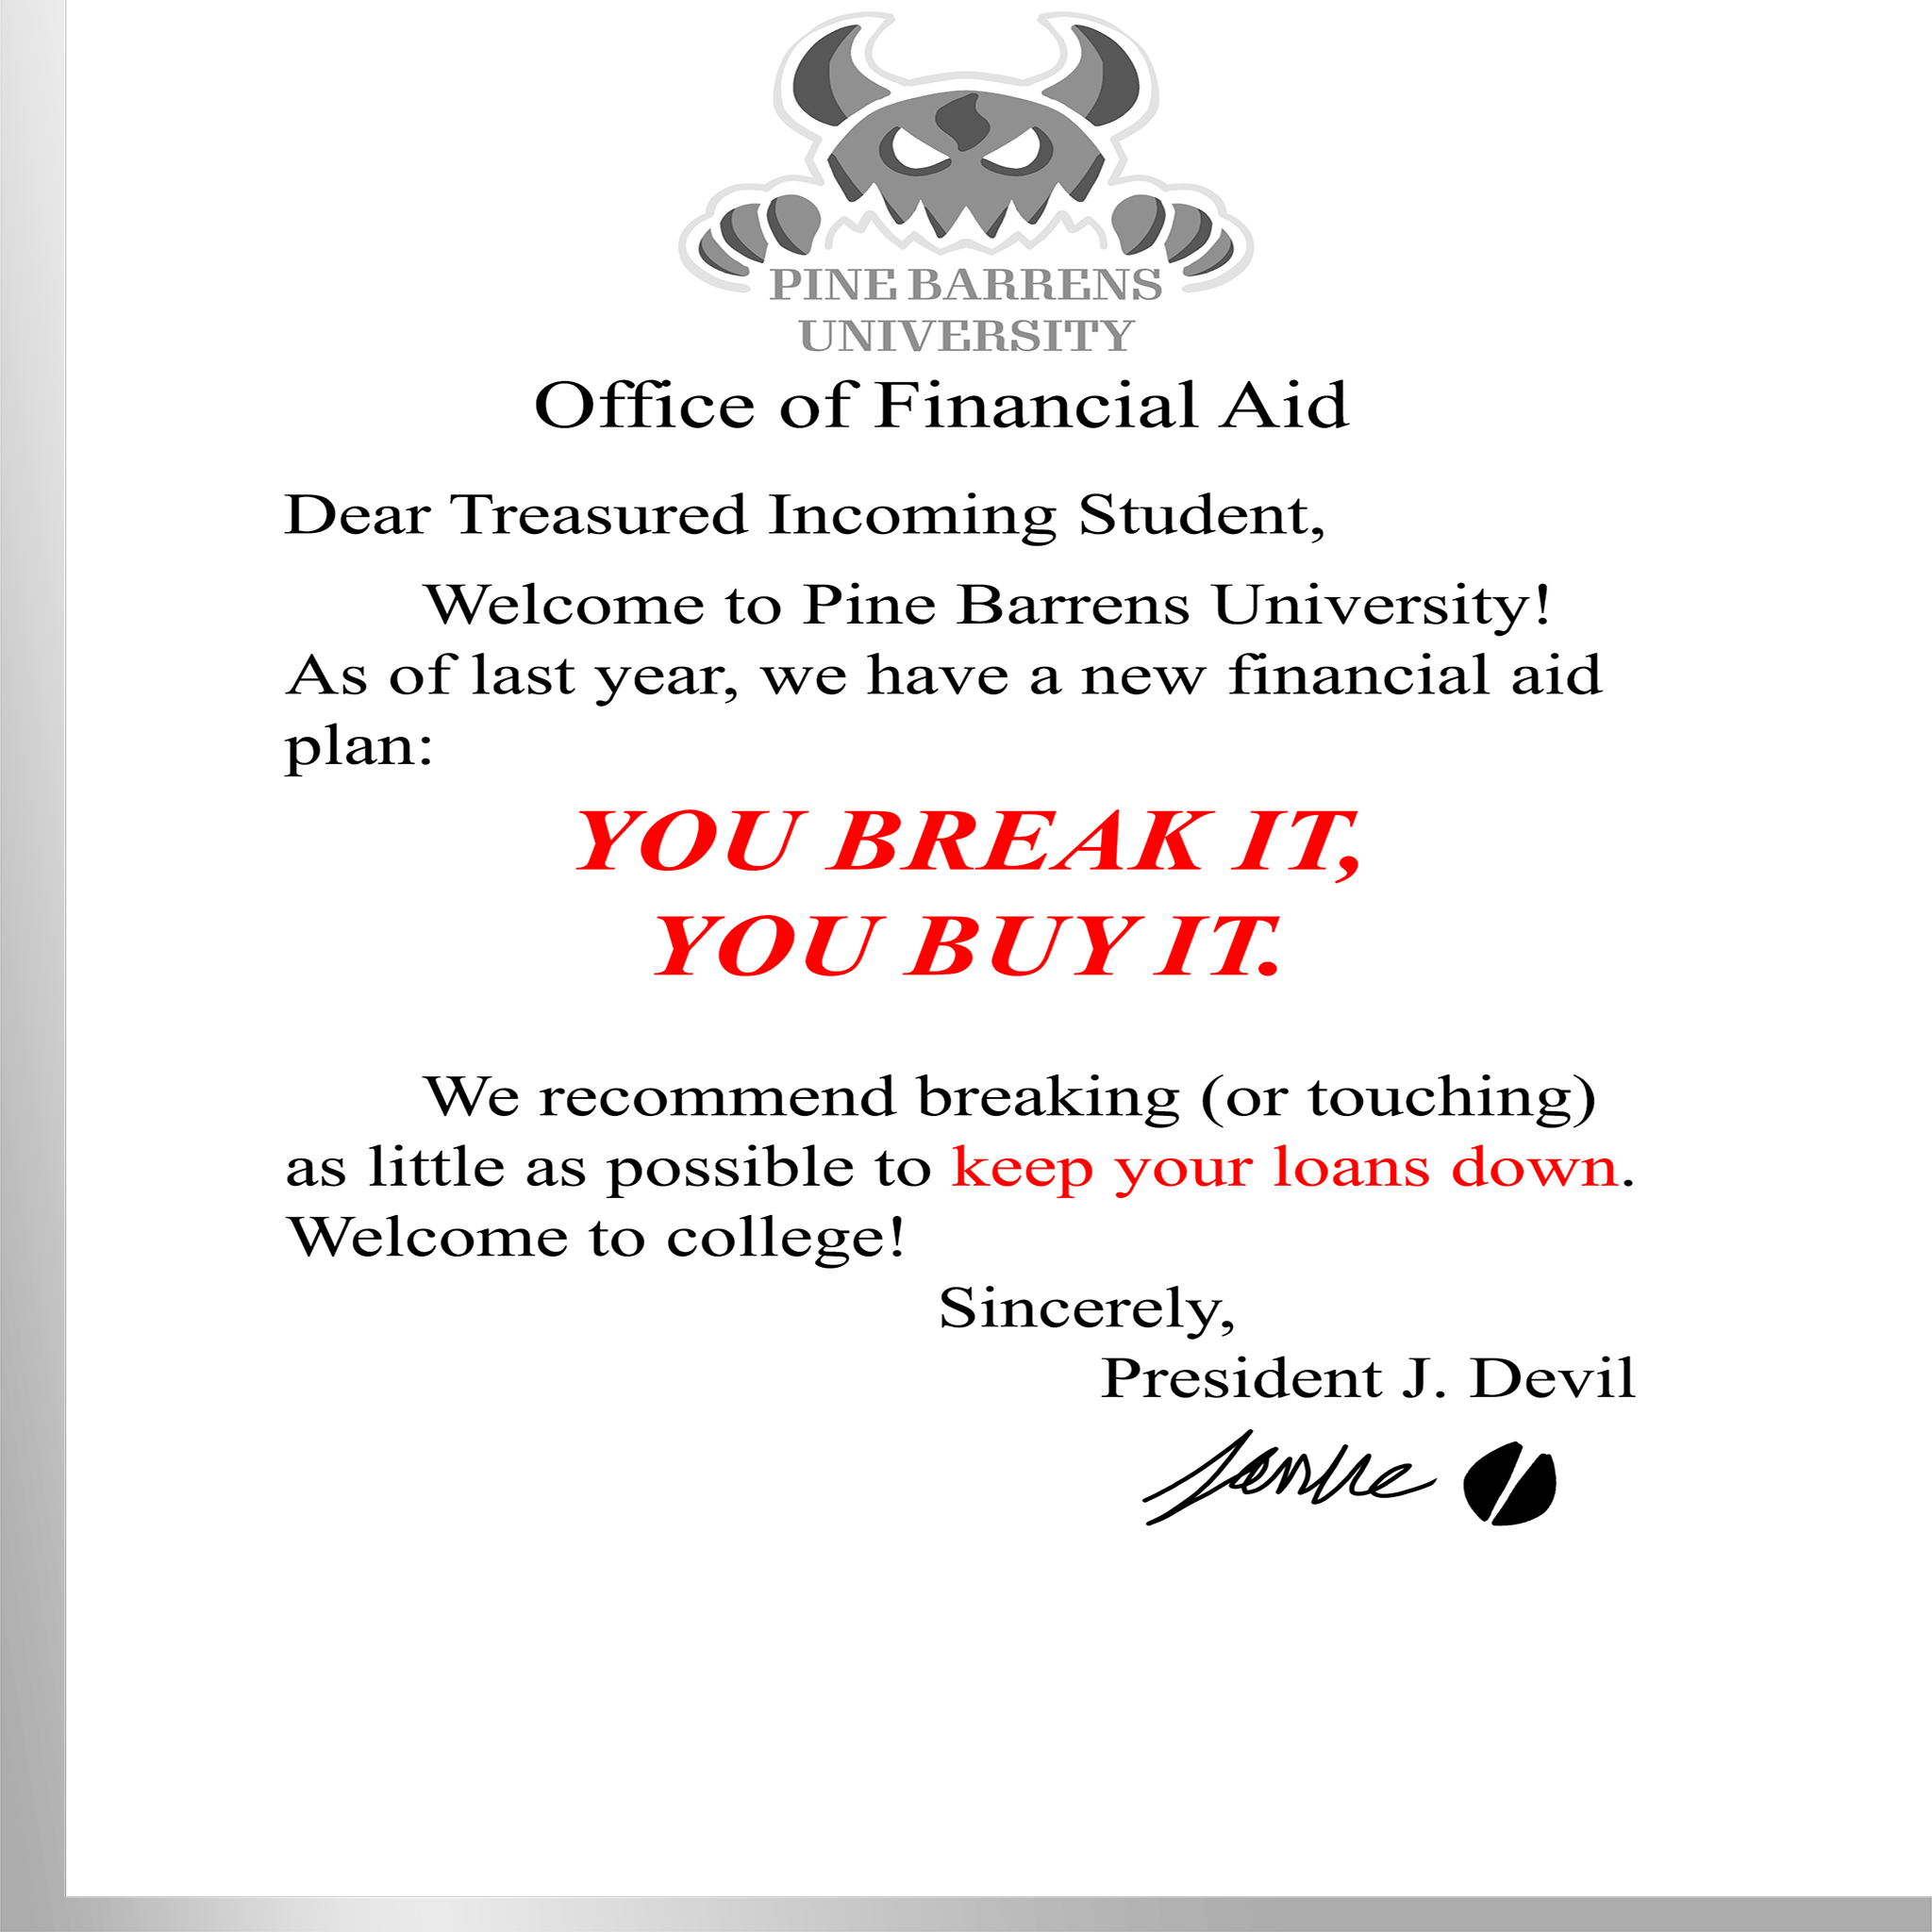 PINE BARRENS
UNIVERSITY
Office of Financial Aid
Dear Treasured Incoming Student,
Welcome to Pine Barrens University!
As of last year, we have a new financial aid
plan:
YOU BREAK IT,
YOU BUY IT.
We recommend breaking (or touching)
as little as possible to keep your loans down.
Welcome to college!
Sincerely,
President J. Devil